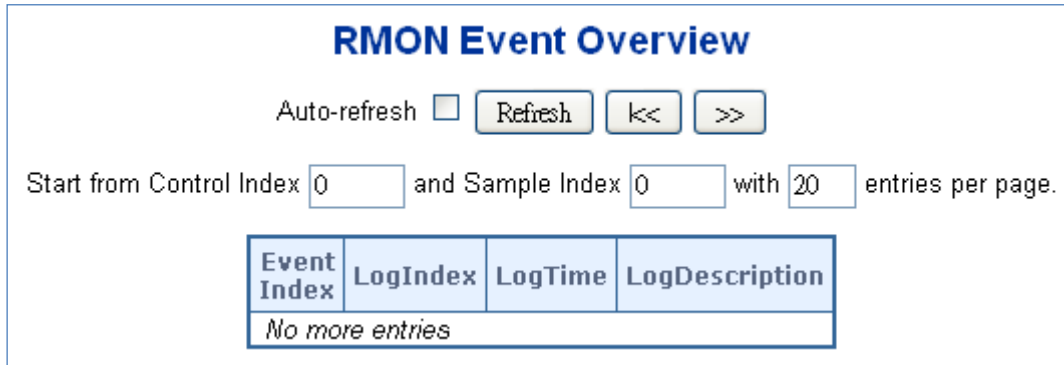 RMON Event Overview
Auto-refresh Refresh |<< >>
Start from Control Index 0 and Sample Index 0 with 20 entries per page.
Event Index LogIndex LogTime LogDescription
No more entries